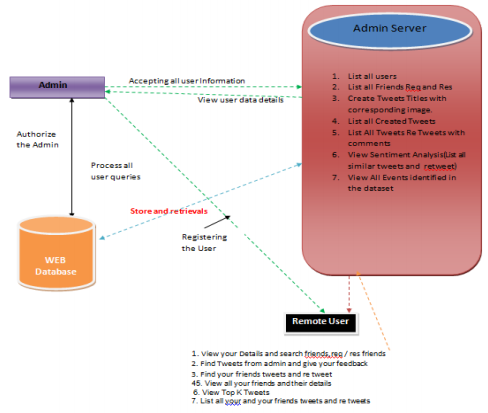 Admin Server
Admin
Accepting all user Information
View user data details
1. List all users
2. List all Friends Req and Res
3. Create Tweets Titles with
corresponding image.
4. List all Created Tweets
5. List All Tweets Re Tweets with
comments
6. View Sentiment Analysis(List all
similar tweets and retweet)
7. View All Events identified in
the dataset
Authorize
the Admin
Process all
user queries
Store and retrievals
Registering
the User
WEB
Database
Remote User
1. View your Details and search friends,req / res friends
2. Find Tweets from admin and give your feedback
3. Find your friends tweets and re tweet
45. View all your friends and their details
6. View Top K Tweets
7. List all your and your friends tweets and re tweets